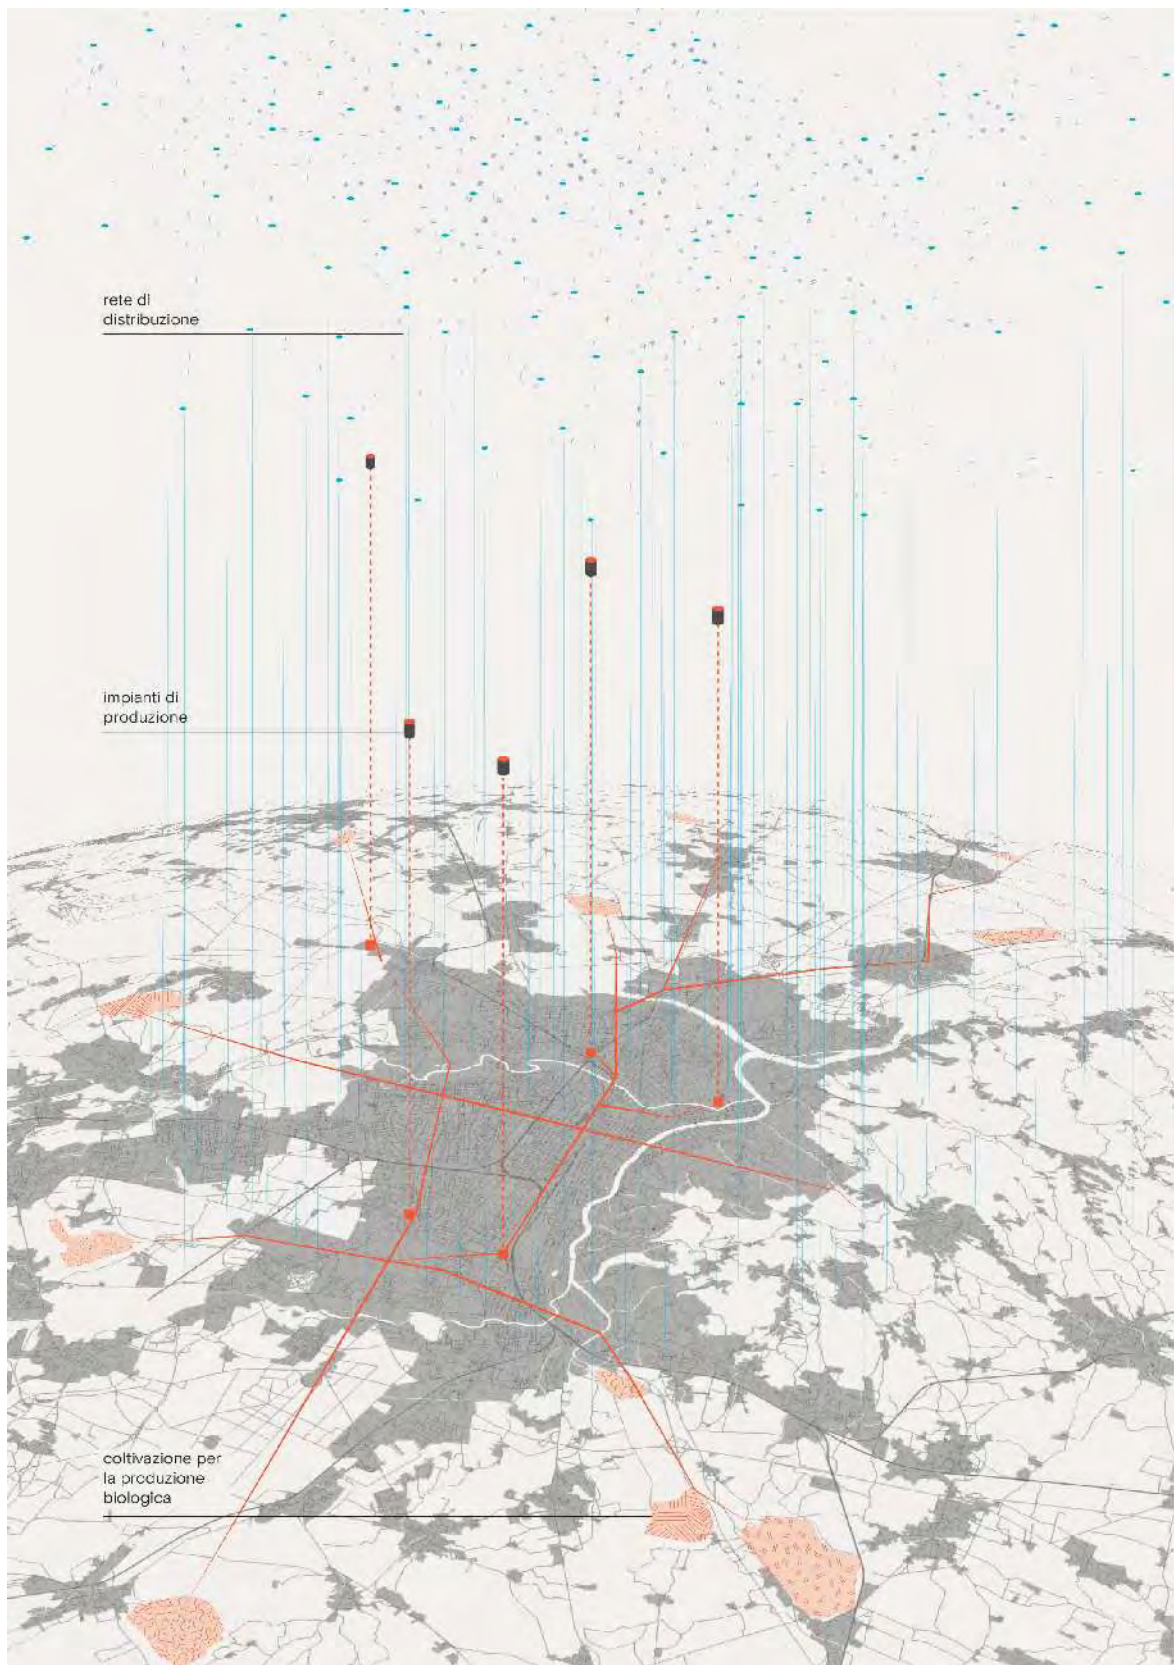 rete di
distribuzione
impianti di
produzione
coltivazione per
la produzione
biologica